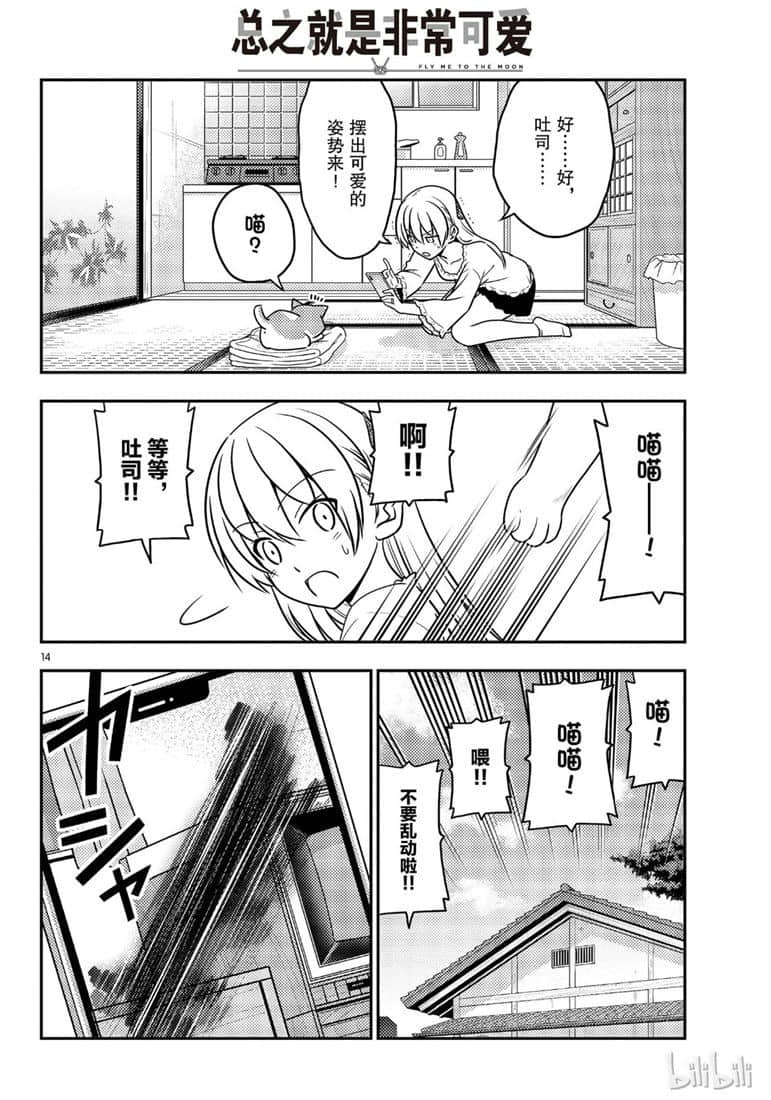 总之就是非常可爱
FLY ME TO THE MOON
好……好，
吐司……
摆出可爱的
姿势来！
喵？
喵
喵
——！
啊!!
等等，
吐司!!
14
喵！
喵
喵！
喂!!
不要乱动啦!!
カシャ
bilibili